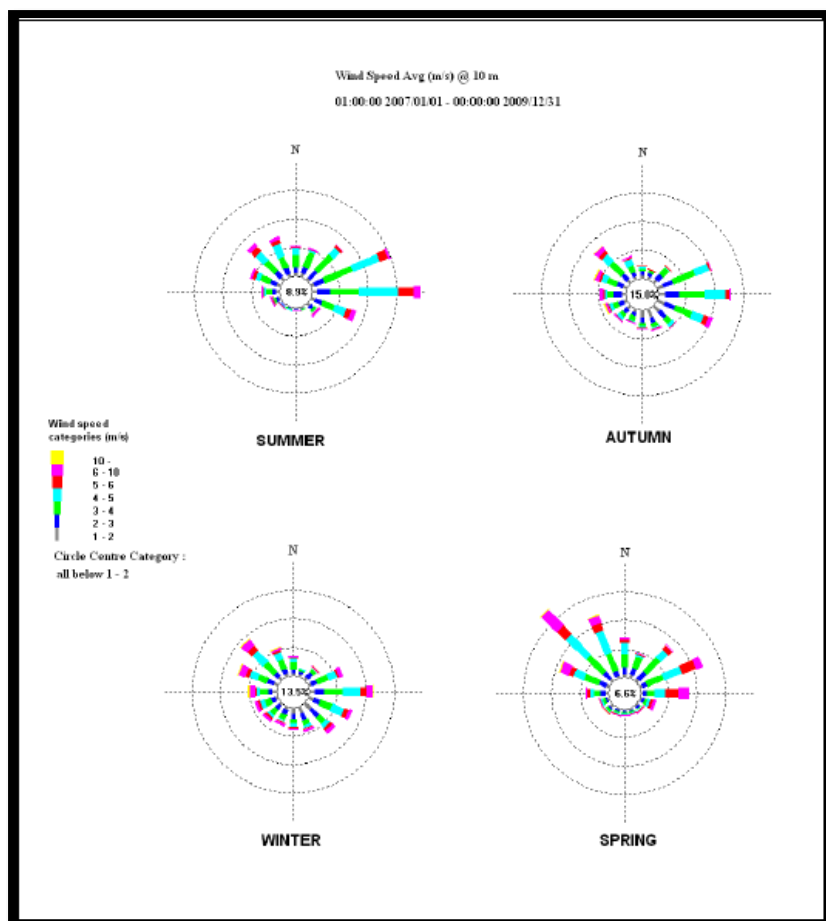 Wind Speed Avg (m/s) @ 10 m
01:00:00 2007/01/01 - 00:00:00 2009/12/31
N
N
8.9%
15.8%
SUMMER
AUTUMN
Wind speed
categories (m/s)
10 -
6 - 10
5 - 6
4 - 5
3 - 4
2 - 3
1 - 2
Circle Centre Category :
all below 1 - 2
N
N
13.5%
6.6%
WINTER
SPRING